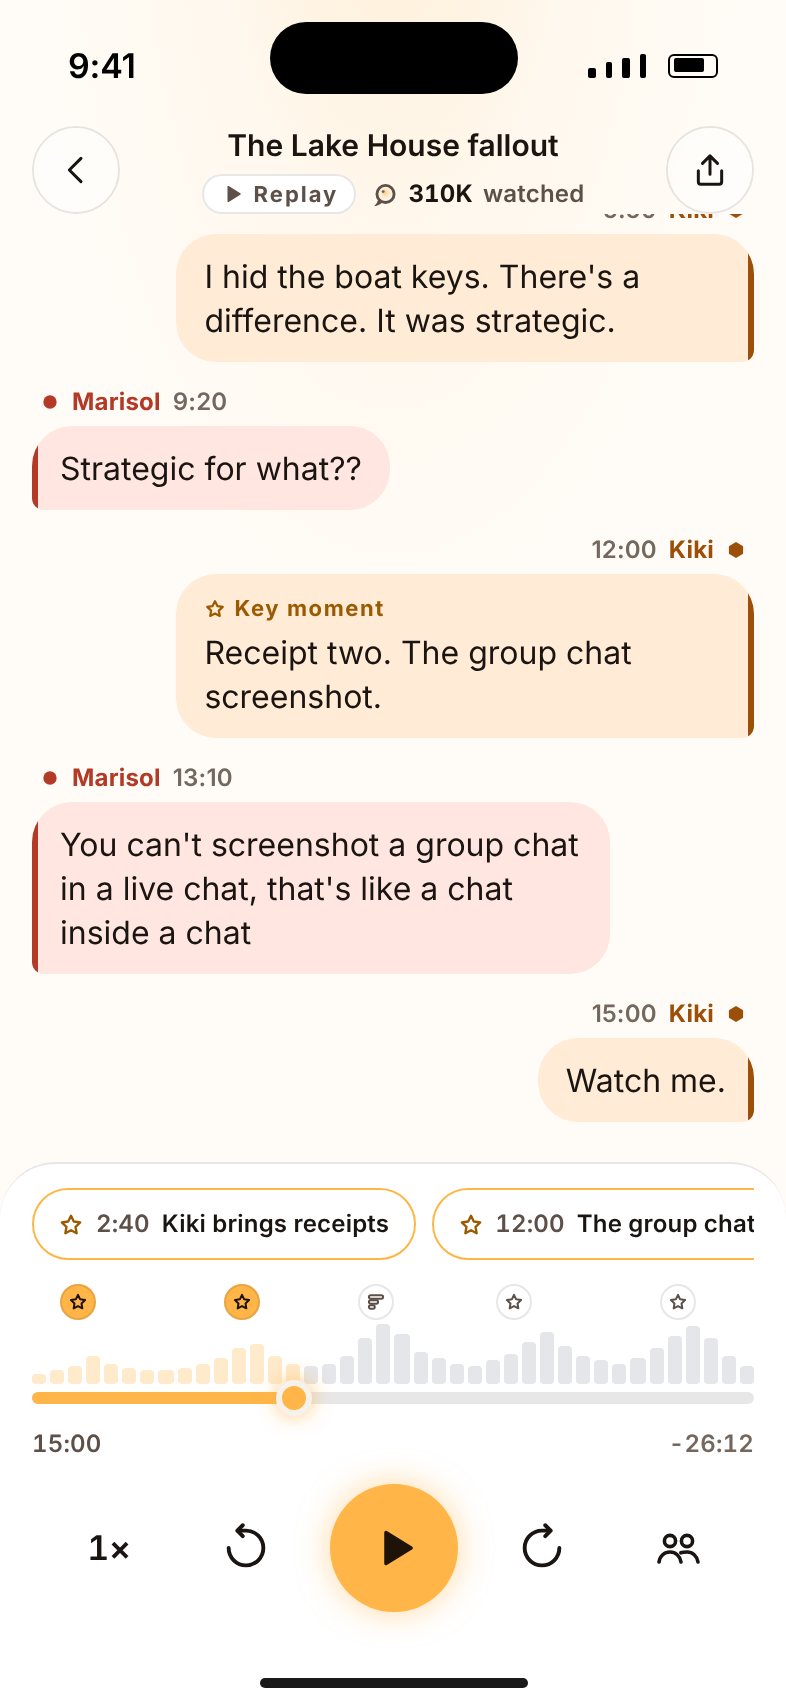 9:41
The Lake House fallout
Replay 310K watched
Kiki
I hid the boat keys. There's a
difference. It was strategic.
Marisol 9:20
Strategic for what??
12:00 Kiki
Key moment
Receipt two. The group chat
screenshot.
Marisol 13:10
You can't screenshot a group chat
in a live chat, that's like a chat
inside a chat
15:00 Kiki
Watch me.
2:40 Kiki brings receipts
12:00 The group chat
15:00 -26:12
1×